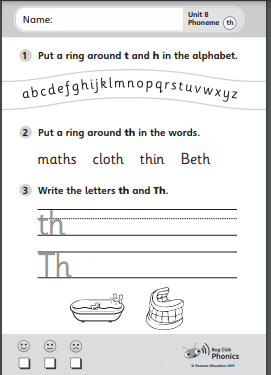 Name:
Unit 8
Phoneme th
1 Put a ring around t and h in the alphabet.
abcdefghijklmnopqrstuvwxyz
2 Put a ring around th in the words.
maths cloth thin Beth
3 Write the letters th and Th.
th
Th
Bug Club
Phonics
© Pearson Education 2019